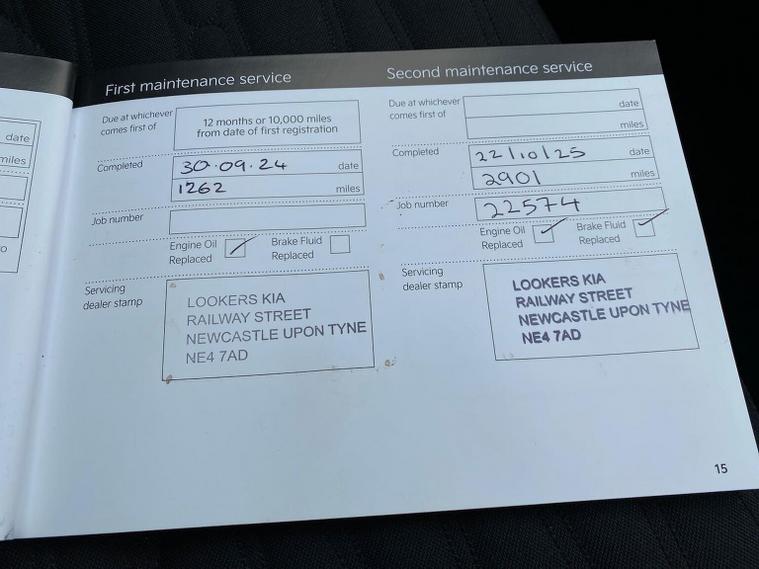 First maintenance service
Due at whichever
comes first of
12 months or 10,000 miles
from date of first registration
Completed
30.09.24 date
1262 miles
Job number
Engine Oil
Replaced
Brake Fluid
Replaced
Servicing
dealer stamp
LOOKERS KIA
RAILWAY STREET
NEWCASTLE UPON TYNE
NE4 7AD
Second maintenance service
Due at whichever
comes first of
date
miles
Completed
22/10/25 date
2901 miles
Job number
22574
Engine Oil
Replaced
Brake Fluid
Replaced
Servicing
dealer stamp
LOOKERS KIA
RAILWAY STREET
NEWCASTLE UPON TYNE
NE4 7AD
15
date
miles